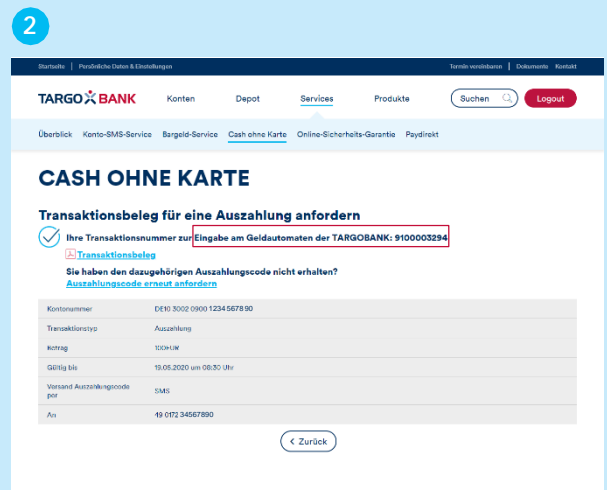 2
Startseite | Persönliche Daten & Einstellungen Termin vereinbaren | Dokumente Kontakt
TARGO BANK Konten Depot Services Produkte Suchen Logout
Überblick Konto-SMS-Service Bargeld-Service Cash ohne Karte Online-Sicherheits-Garantie Paydirekt
CASH OHNE KARTE
Transaktionsbeleg für eine Auszahlung anfordern
Ihre Transaktionsnummer zur Eingabe am Geldautomaten der TARGOBANK: 9100003294
Transaktionsbeleg
Sie haben den dazugehörigen Auszahlungscode nicht erhalten?
Auszahlungscode erneut anfordern
Kontonummer DE10 3002 0900 1234 5678 90
Transaktionstyp Auszahlung
Betrag 100EUR
Gültig bis 19.05.2020 um 08:30 Uhr
Versand Auszahlungscode
per SMS
An 49 0172 34567890
< Zurück